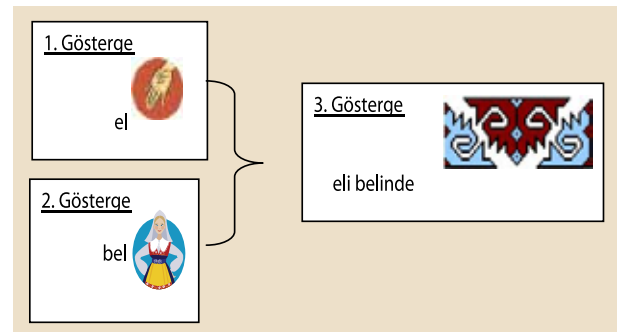 1. Gösterge
el
2. Gösterge
bel
3. Gösterge
eli belinde